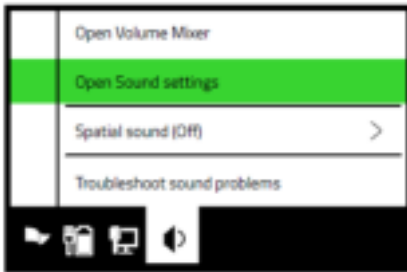 Open Volume Mixer
Open Sound settings
Spatial sound (Off)
Troubleshoot sound problems